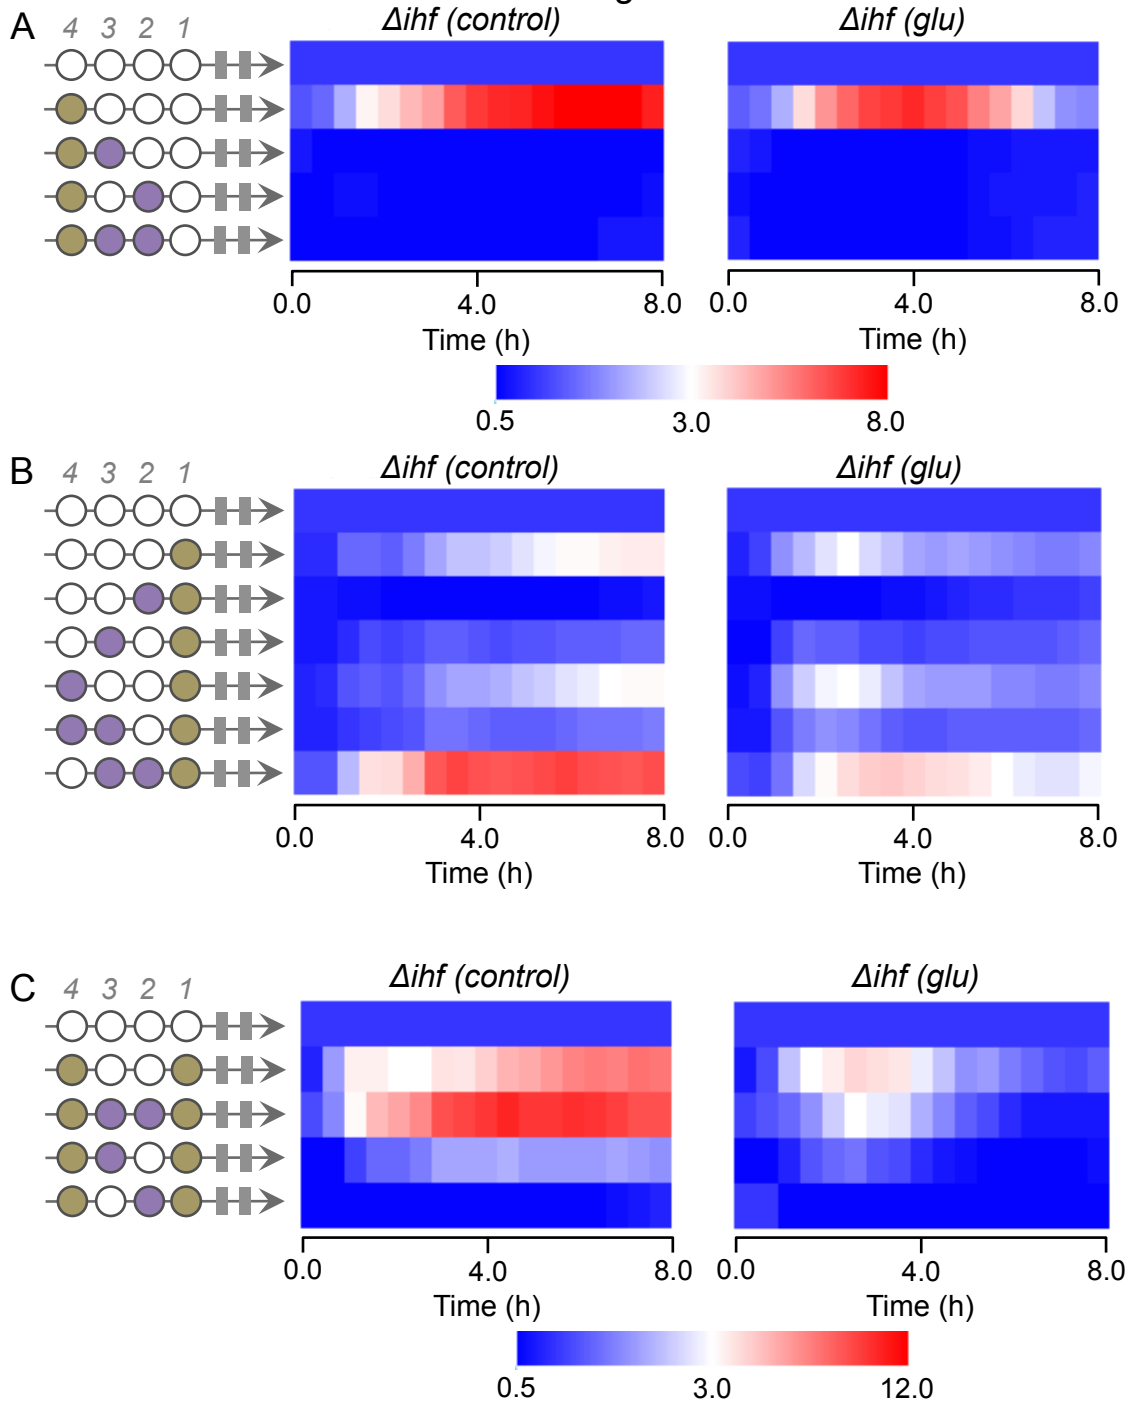 A
4 3 2 1
Δihf (control)
Δihf (glu)
0.0 4.0 8.0
0.0 4.0 8.0
Time (h)
Time (h)
0.5 3.0 8.0
B
4 3 2 1
Δihf (control)
Δihf (glu)
0.0 4.0 8.0
0.0 4.0 8.0
Time (h)
Time (h)
C
4 3 2 1
Δihf (control)
Δihf (glu)
0.0 4.0 8.0
0.0 4.0 8.0
Time (h)
Time (h)
0.5 3.0 12.0